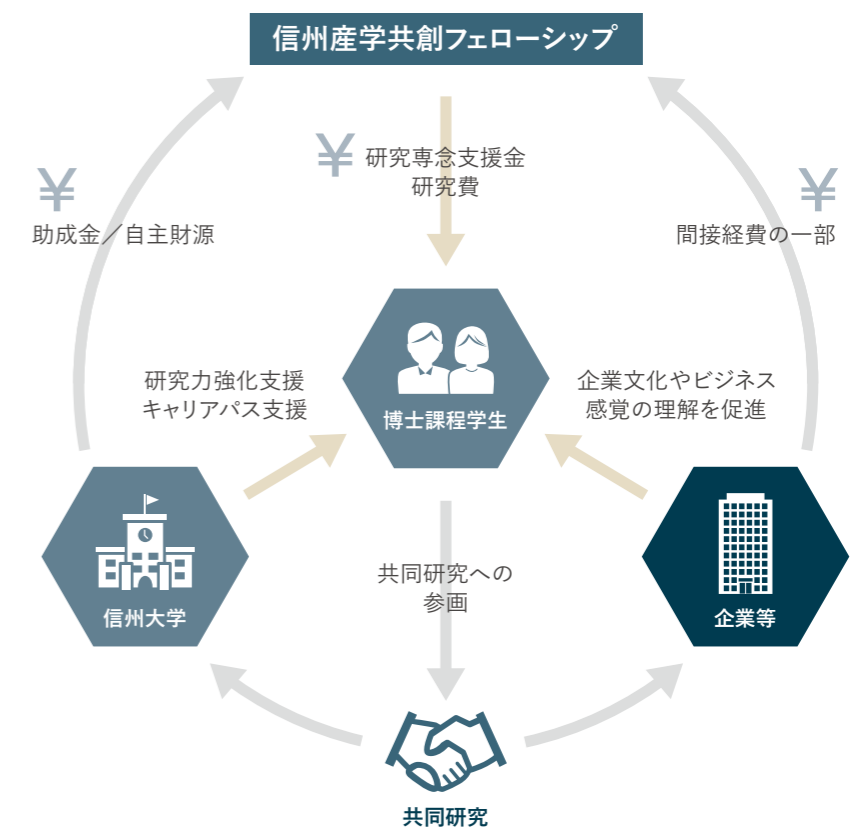 信州産学共創フェローシップ
¥
研究専念支援金
研究費
¥
助成金／自主財源
¥
間接経費の一部
研究力強化支援
キャリアパス支援
博士課程学生
企業文化やビジネス
感覚の理解を促進
信州大学
共同研究への
参画
企業等
共同研究